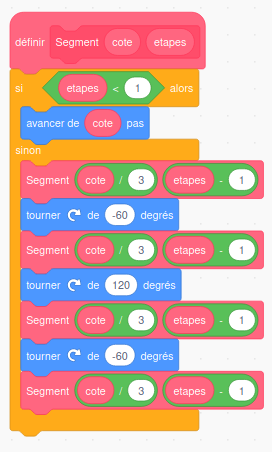 définir Segment cote etapes
si etapes < 1 alors
avancer de cote pas
sinon
Segment cote / 3 etapes - 1
tourner de -60 degrés
Segment cote / 3 etapes - 1
tourner de 120 degrés
Segment cote / 3 etapes - 1
tourner de -60 degrés
Segment cote / 3 etapes - 1